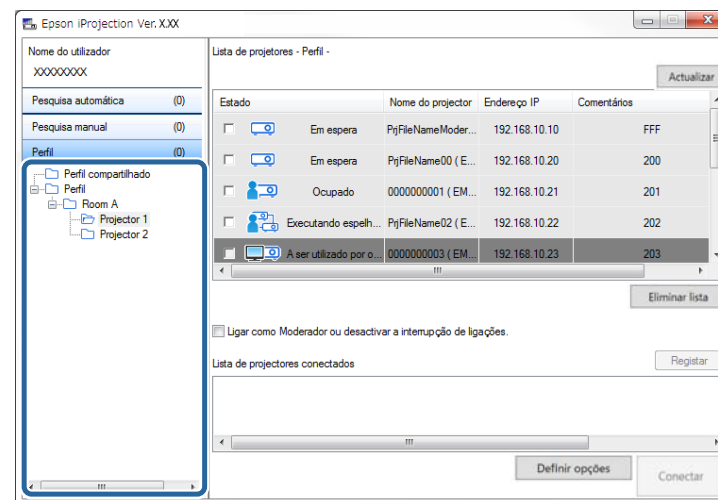 Epson iProjection Ver. X.XX
Nome do utilizador
XXXXXXXX
Pesquisa automática (0)
Pesquisa manual (0)
Perfil (0)
Perfil compartilhado
Perfil
Room A
Projector 1
Projector 2
Lista de projetores - Perfil -
Actualizar
Estado Nome do projector Endereço IP Comentários
Em espera PrjFileNameModer... 192.168.10.10 FFF
Em espera PrjFileName00 ( E... 192.168.10.20 200
Ocupado 0000000001 ( EM... 192.168.10.21 201
Executando espelh... PrjFileName02 ( E... 192.168.10.22 202
A ser utilizado por o... 0000000003 ( EM... 192.168.10.23 203
Eliminar lista
Ligar como Moderador ou desactivar a interrupção de ligações.
Lista de projectores conectados
Registar
Definir opções
Conectar